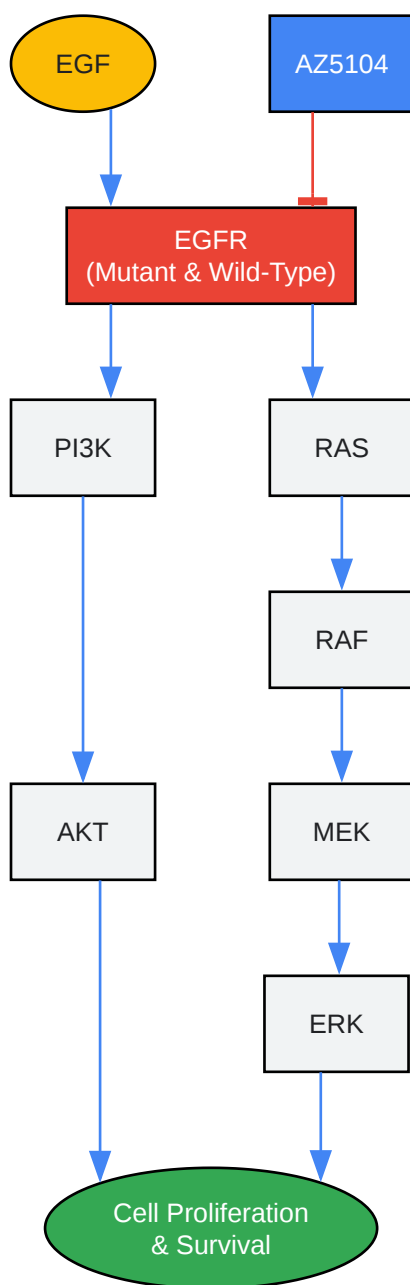 EGF
AZ5104
EGFR
(Mutant & Wild-Type)
PI3K
RAS
RAF
AKT
MEK
ERK
Cell Proliferation
& Survival